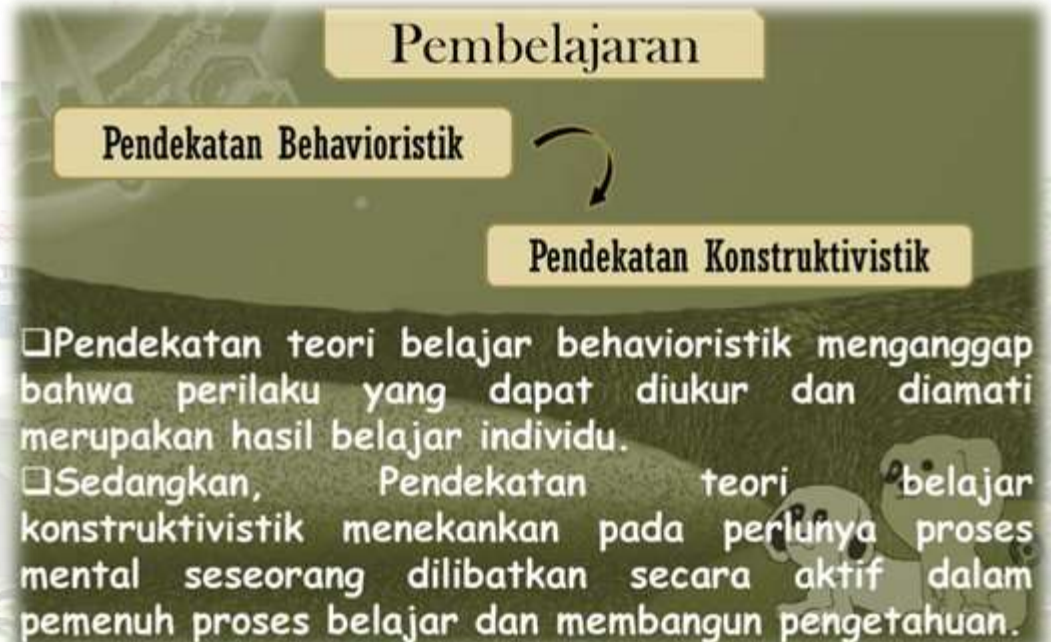 Pembelajaran
Pendekatan Behavioristik
Pendekatan Konstruktivistik
❑Pendekatan teori belajar behavioristik menganggap
bahwa perilaku yang dapat diukur dan diamati
merupakan hasil belajar individu.
❑Sedangkan, Pendekatan teori belajar
konstruktivistik menekankan pada perlunya proses
mental seseorang dilibatkan secara aktif dalam
pemenuh proses belajar dan membangun pengetahuan.